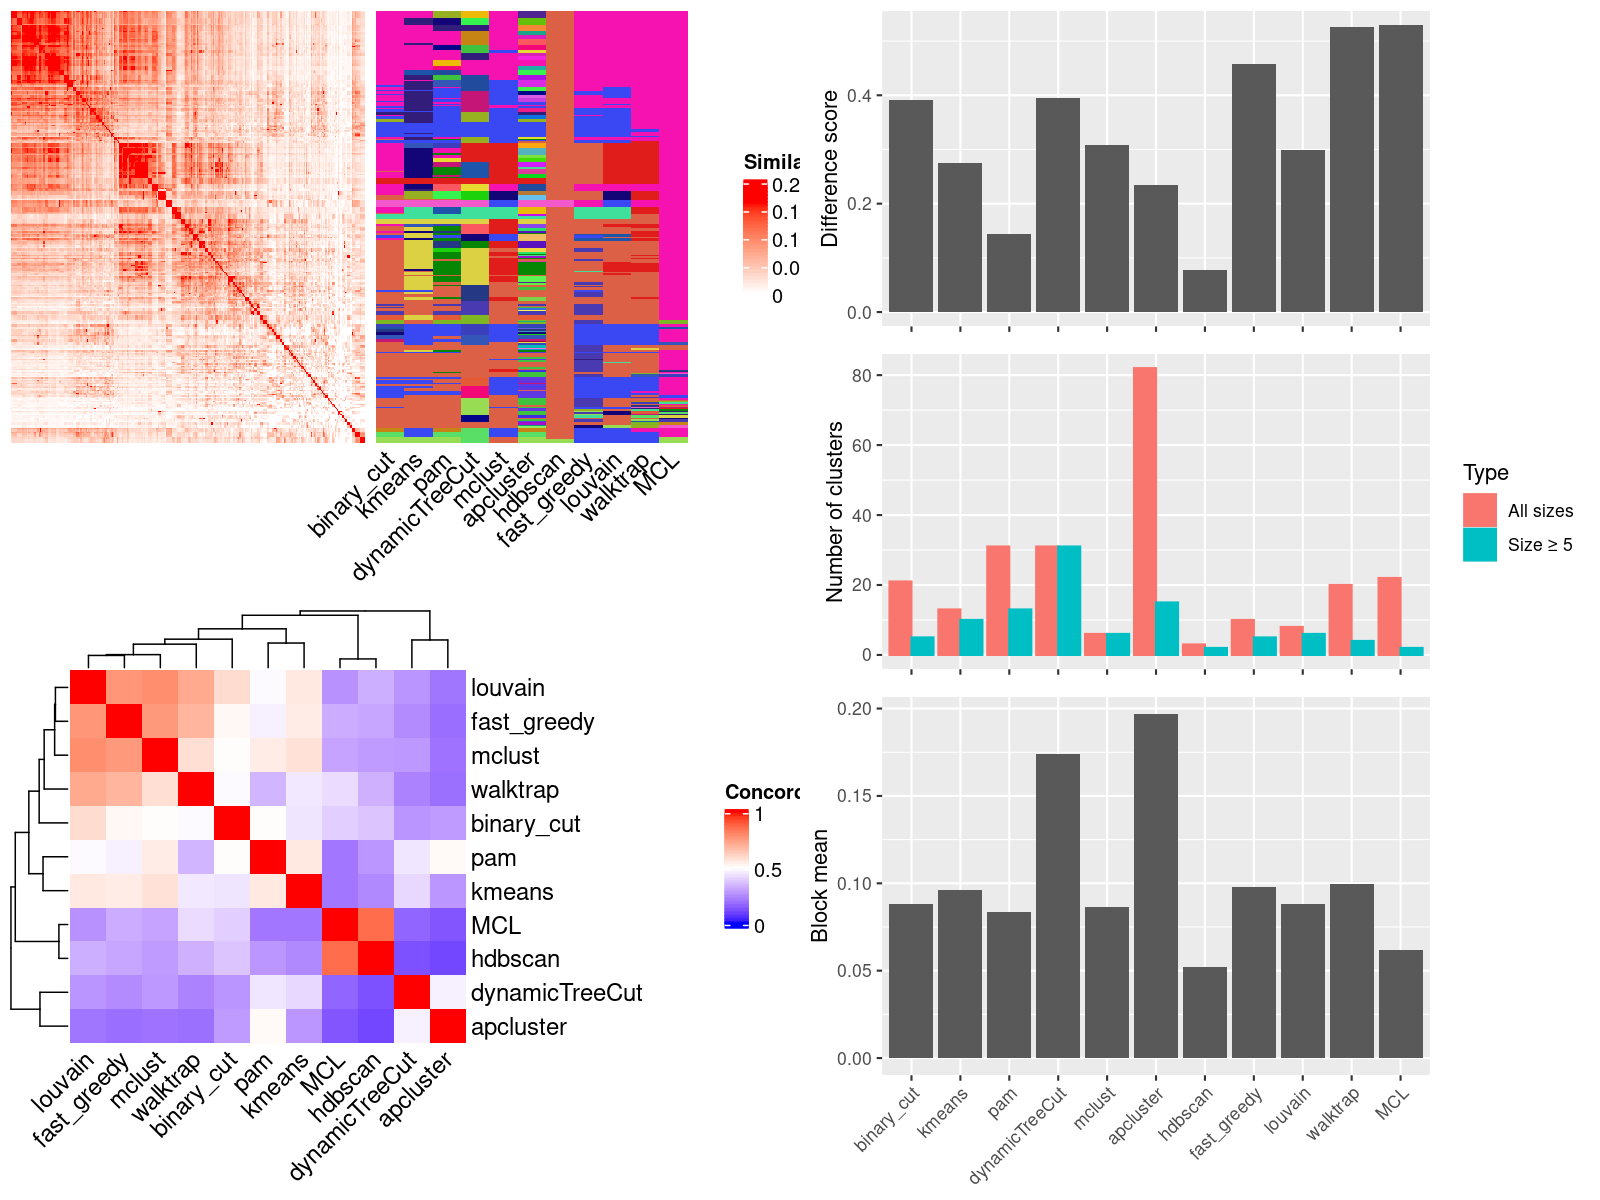 Simila
0.2
0.1
0.1
0.0
0
binary_cut
kmeans
pam
dynamicTreeCut
mclust
apcluster
hdbscan
fast_greedy
louvain
walktrap
MCL
louvain
fast_greedy
mclust
walktrap
binary_cut
pam
kmeans
MCL
hdbscan
dynamicTreeCut
apcluster
louvain
fast_greedy
mclust
walktrap
binary_cut
pam
kmeans
MCL
hdbscan
dynamicTreeCut
apcluster
Concord
1
0.5
0
Difference score
0.4
0.2
0.0
Number of clusters
80
60
40
20
0
Type
All sizes
Size ≥ 5
Block mean
0.20
0.15
0.10
0.05
0.00
binary_cut
kmeans
pam
dynamicTreeCut
mclust
apcluster
hdbscan
fast_greedy
louvain
walktrap
MCL